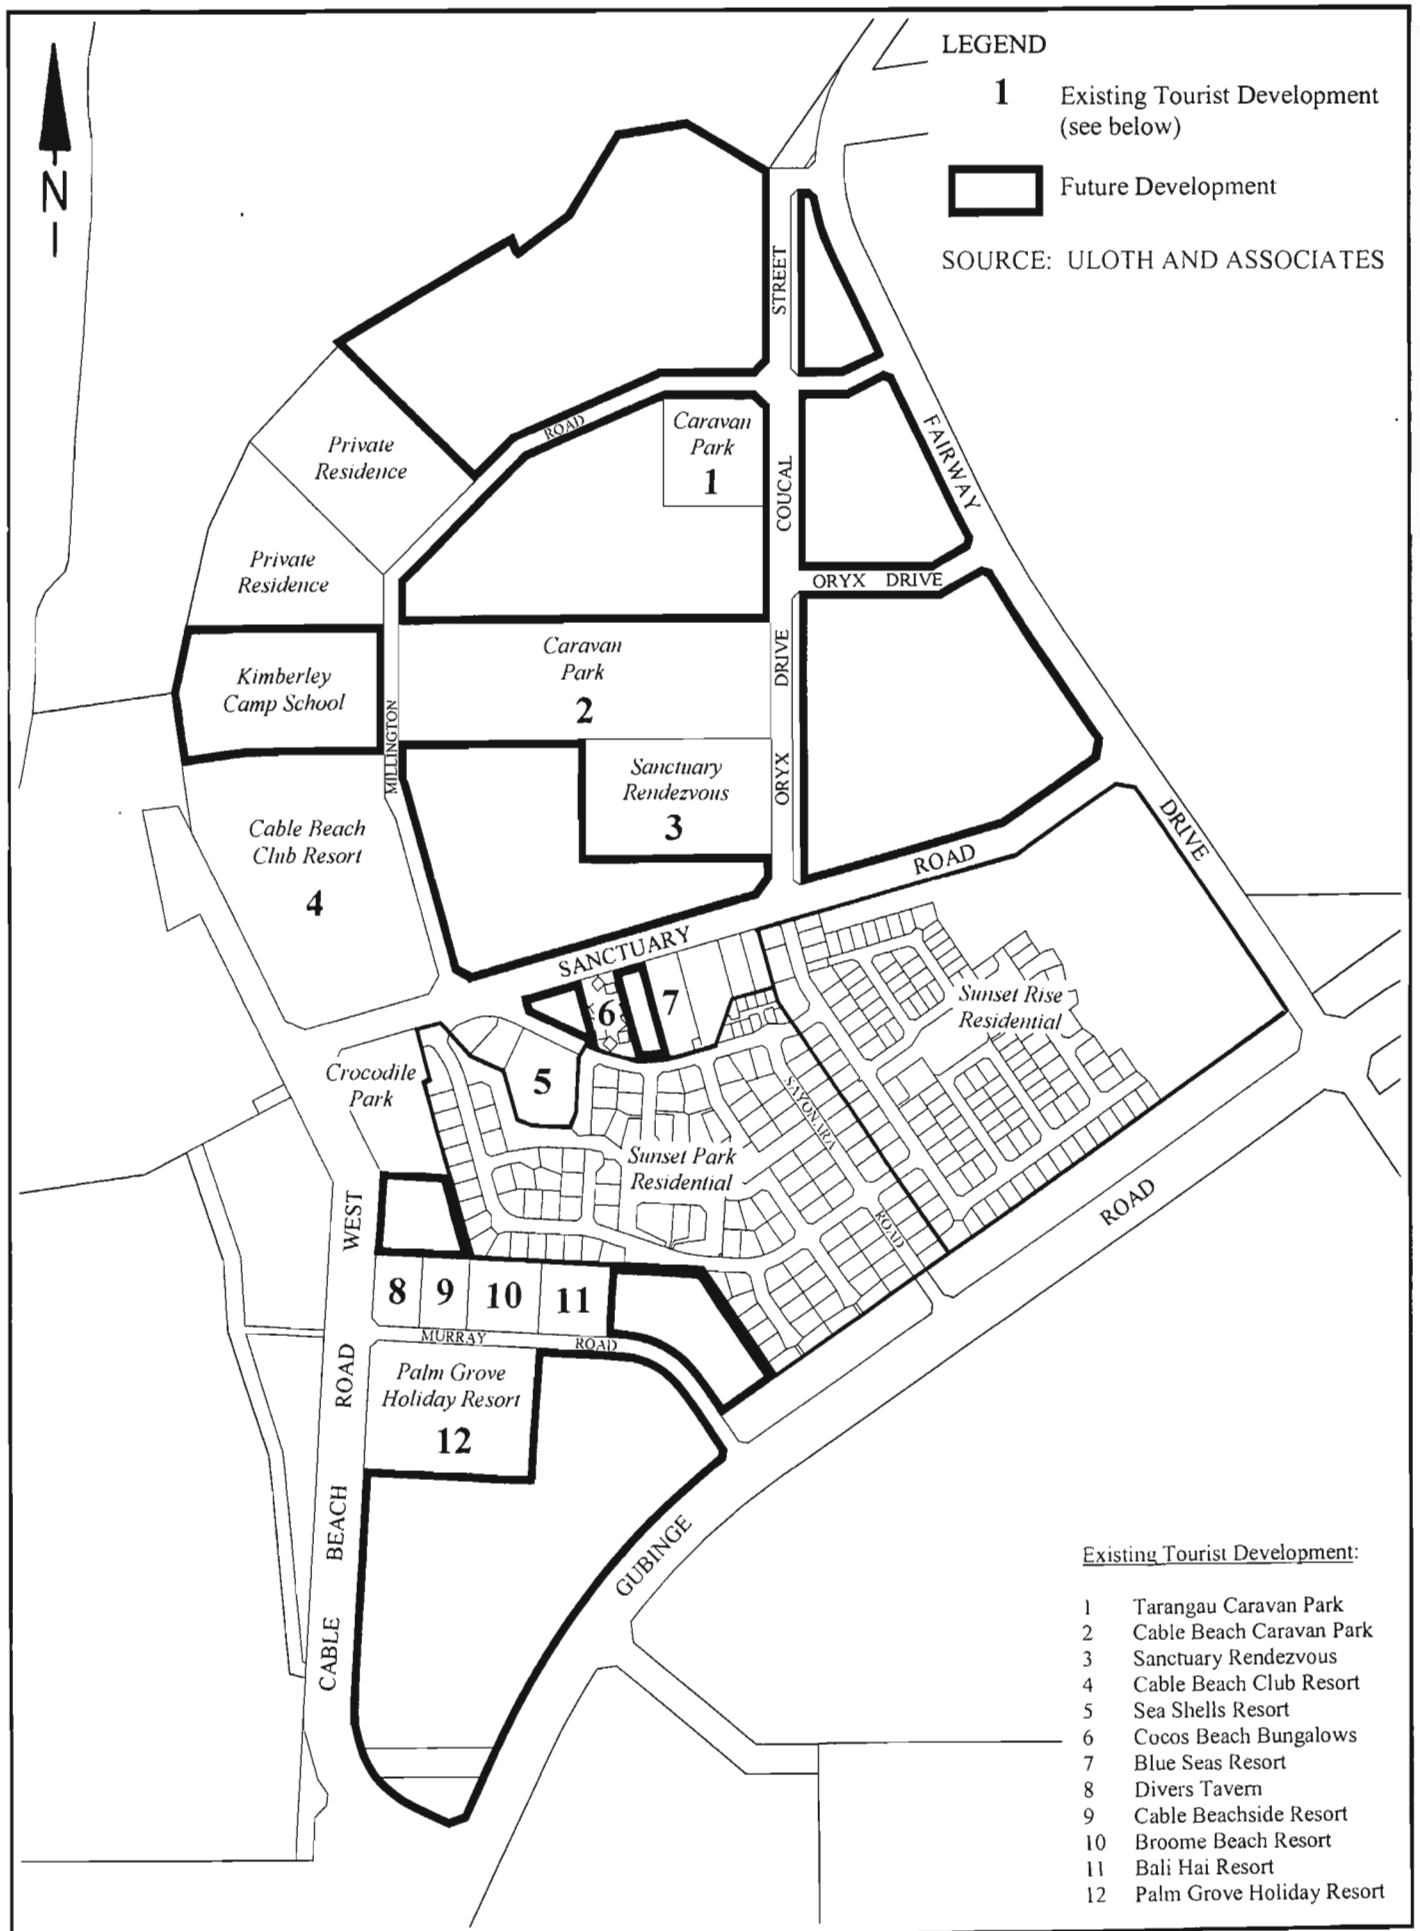 LEGEND
1 Existing Tourist Development
(see below)
Future Development
SOURCE: ULOTH AND ASSOCIATES
N
STREET
Caravan
Park
1
ROAD
FAIRWAY
Private
Residence
COUCAL
Private
Residence
ORYX DRIVE
Caravan
Park
2
DRIVE
Kimberley
Camp School
MILLINGTON
Sanctuary
Rendezvous
3
ORYX
DRIVE
Cable Beach
Club Resort
4
ROAD
SANCTUARY
6
7
Sunset Rise
Residential
Crocodile
Park
5
SAYONARA
Sunset Park
Residential
ROAD
ROAD
WEST
8 9 10 11
MURRAY ROAD
ROAD
Palm Grove
Holiday Resort
12
BEACH
GUBINGE
CABLE
Existing Tourist Development:
1 Tarangau Caravan Park
2 Cable Beach Caravan Park
3 Sanctuary Rendezvous
4 Cable Beach Club Resort
5 Sea Shells Resort
6 Cocos Beach Bungalows
7 Blue Seas Resort
8 Divers Tavern
9 Cable Beachside Resort
10 Broome Beach Resort
11 Bali Hai Resort
12 Palm Grove Holiday Resort